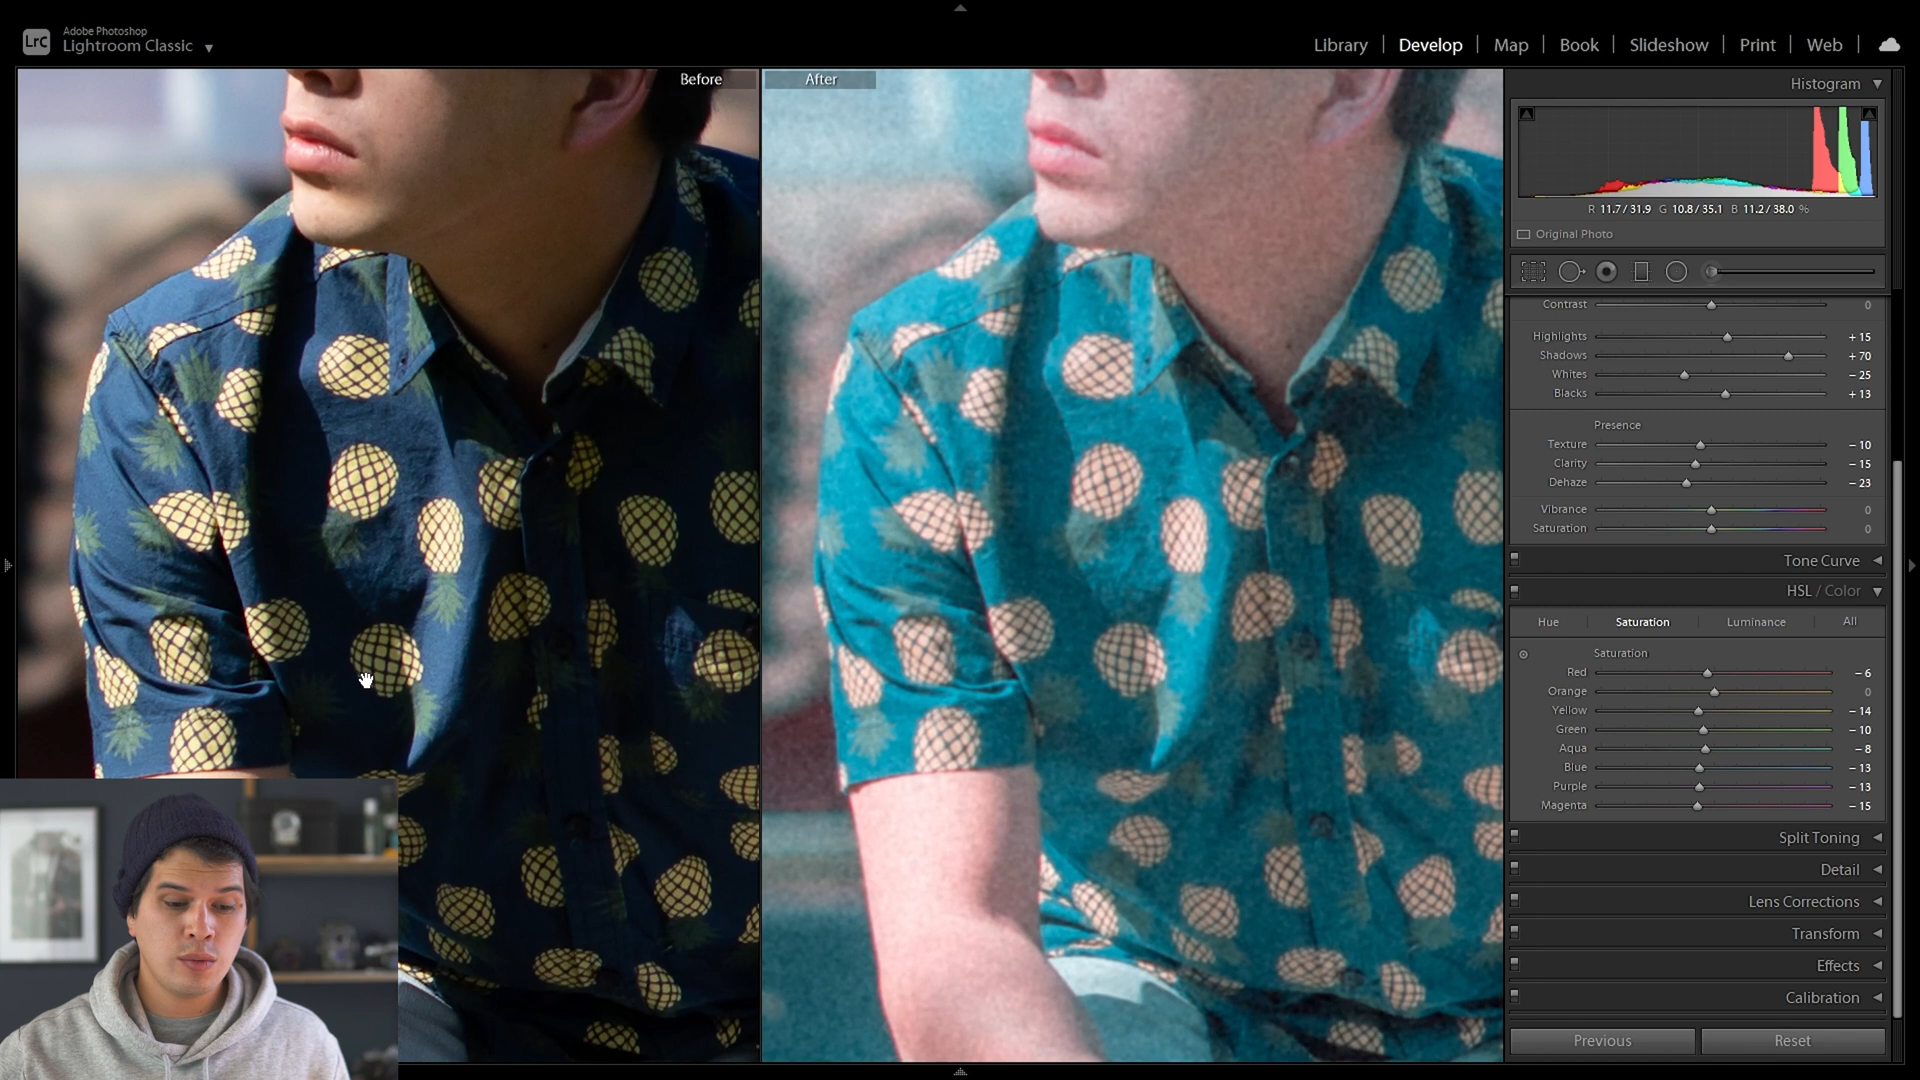 LrC
Adobe Photoshop
Lightroom Classic
Library
Develop
Map
Book
Slideshow
Print
Web
Before
After
Histogram
R 11.7 / 31.9 G 10.8 / 35.1 B 11.2 / 38.0 %
Original Photo
Contrast 0
Highlights + 15
Shadows + 70
Whites − 25
Blacks + 13
Presence
Texture − 10
Clarity − 15
Dehaze − 23
Vibrance 0
Saturation 0
Tone Curve
HSL / Color
Hue Saturation Luminance All
Saturation
Red − 6
Orange 0
Yellow − 14
Green − 10
Aqua − 8
Blue − 13
Purple − 13
Magenta − 15
Split Toning
Detail
Lens Corrections
Transform
Effects
Calibration
Previous
Reset